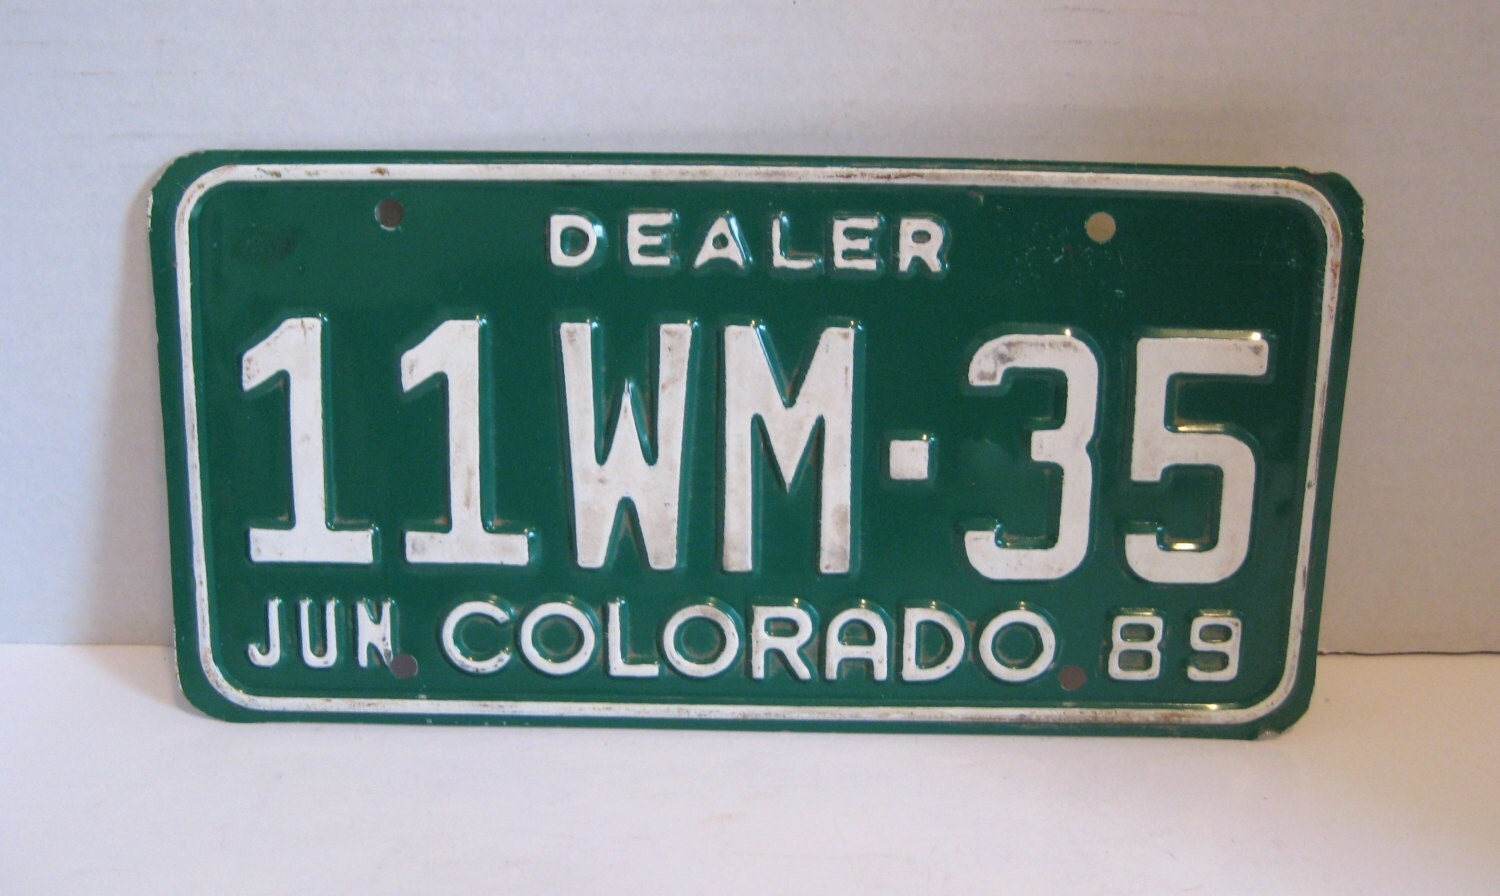 DEALER
11WM-35
JUN COLORADO 89